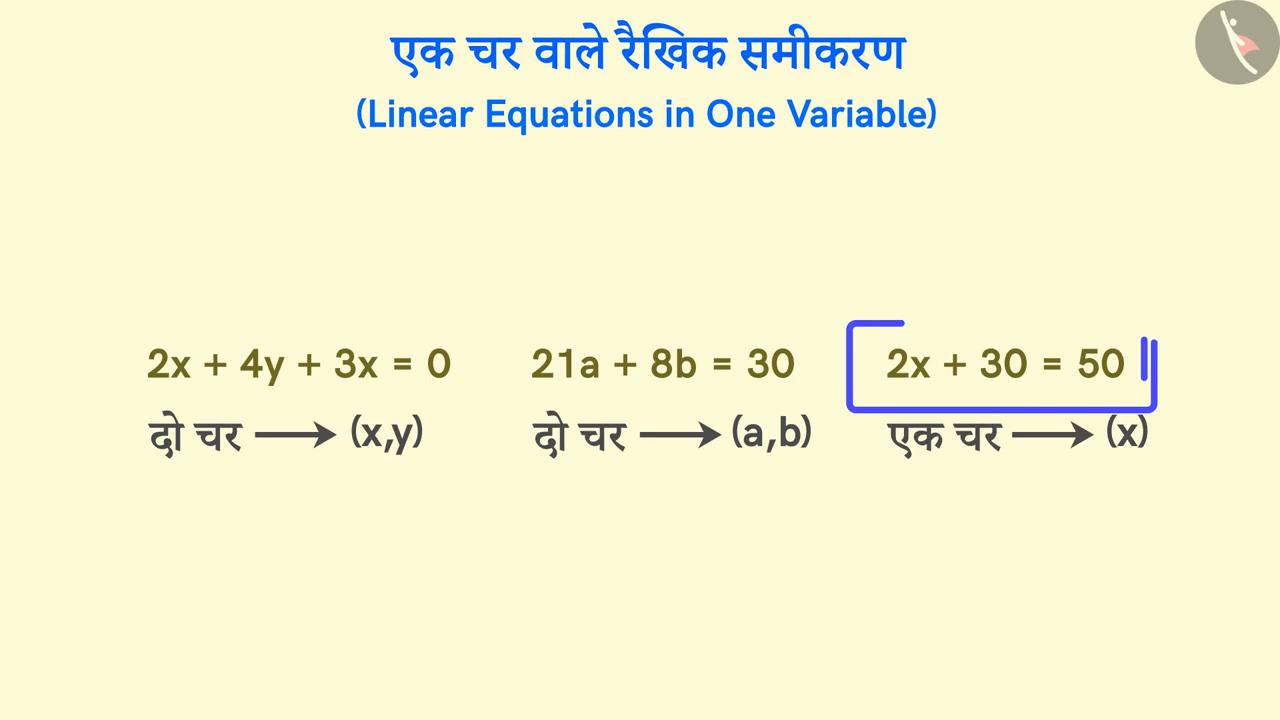 एक चर वाले रैखिक समीकरण
(Linear Equations in One Variable)
2x + 4y + 3x = 0
दो चर → (x,y)
21a + 8b = 30
दो चर → (a,b)
2x + 30 = 50
एक चर → (x)